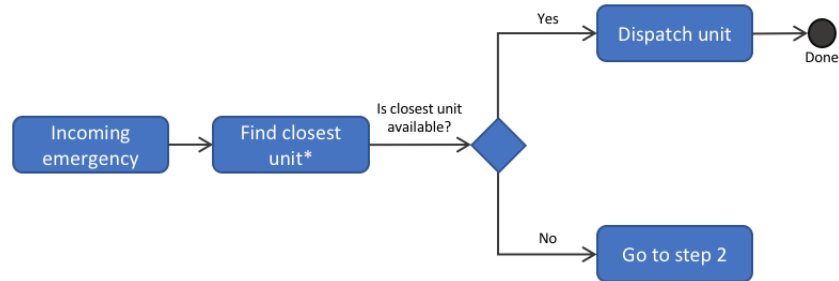 Incoming
emergency
Find closest
unit*
Is closest unit
available?
Yes
Dispatch unit
Done
No
Go to step 2